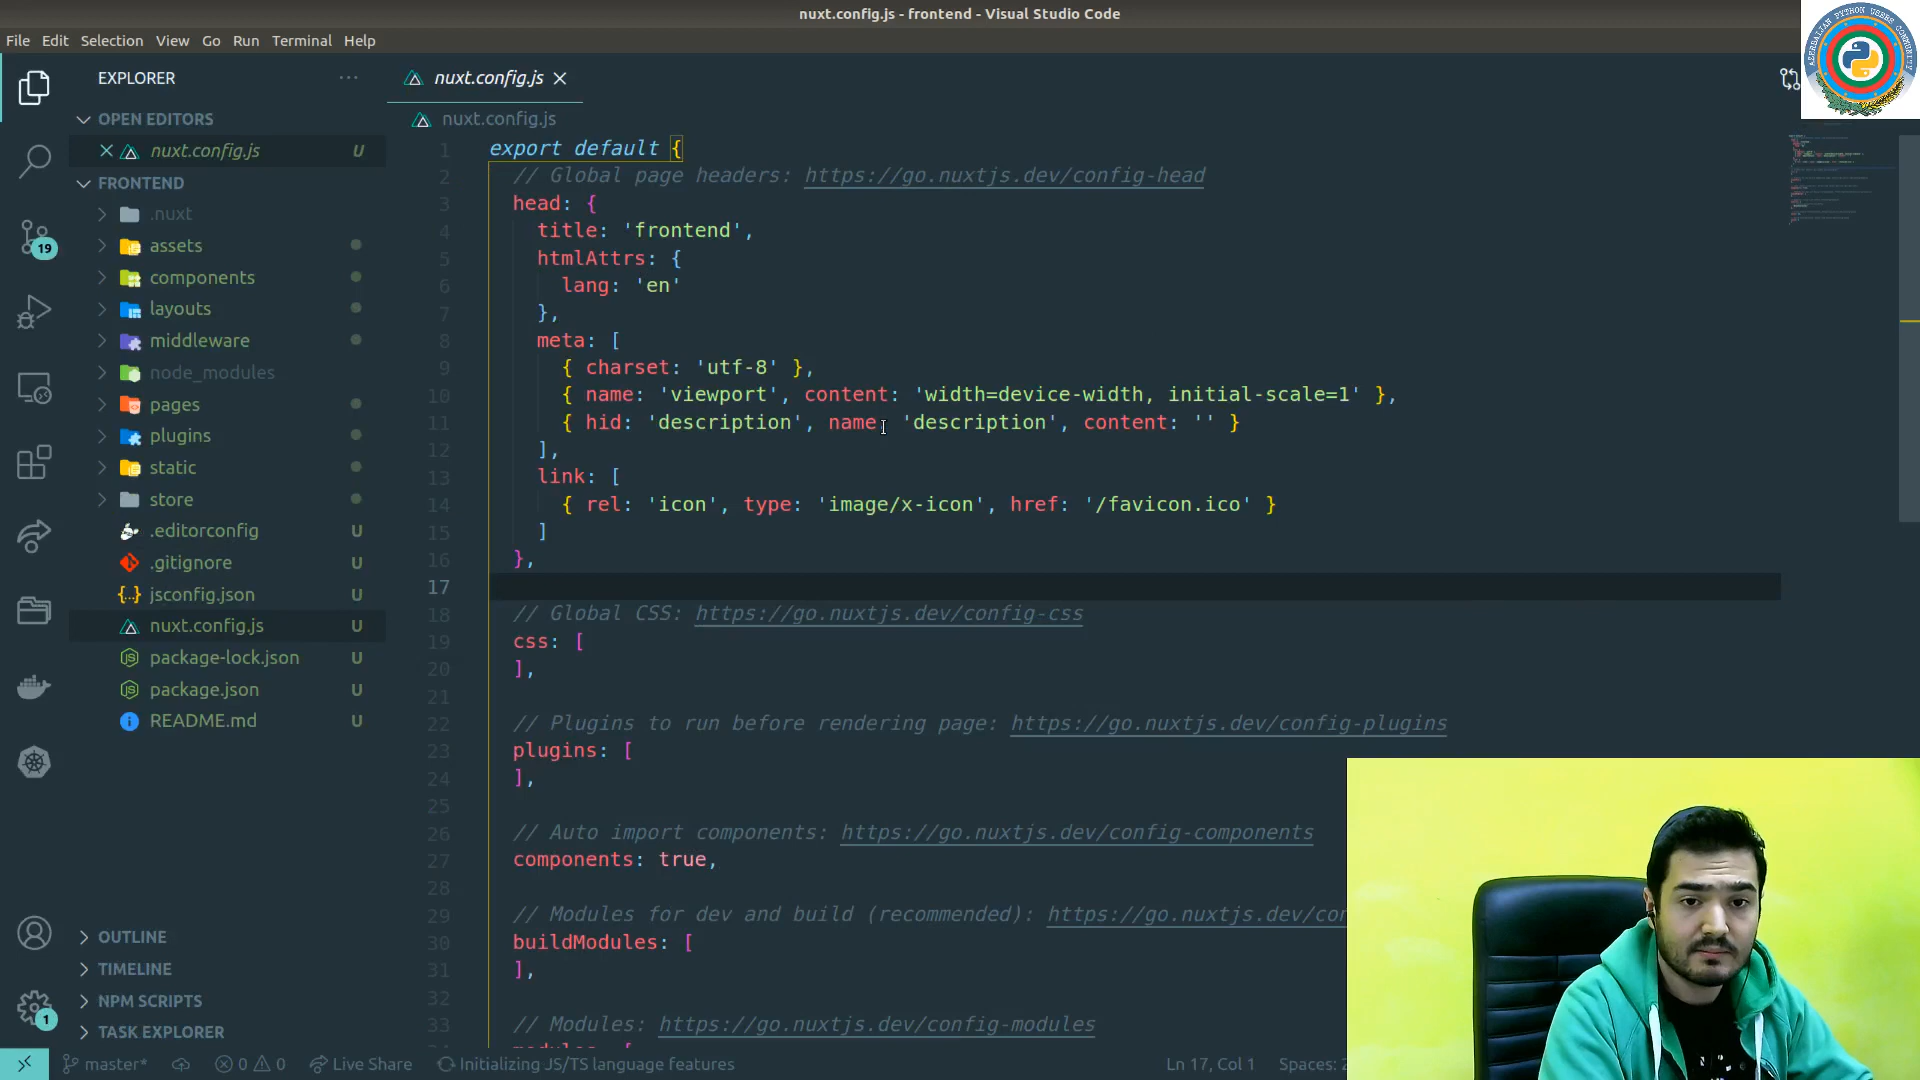 nuxt.config.js - frontend - Visual Studio Code
File Edit Selection View Go Run Terminal Help
AZERBAIJAN PYTHON USERS COMMUNITY
EXPLORER ···
nuxt.config.js
OPEN EDITORS
nuxt.config.js U
FRONTEND
.nuxt
assets
components
layouts
middleware
node_modules
pages
plugins
static
store
.editorconfig U
.gitignore U
jsconfig.json U
nuxt.config.js U
package-lock.json U
package.json U
README.md U
19
OUTLINE
TIMELINE
NPM SCRIPTS
TASK EXPLORER
1
nuxt.config.js
1 export default {
2 // Global page headers: https://go.nuxtjs.dev/config-head
3 head: {
4 title: 'frontend',
5 htmlAttrs: {
6 lang: 'en'
7 },
8 meta: [
9 { charset: 'utf-8' },
10 { name: 'viewport', content: 'width=device-width, initial-scale=1' },
11 { hid: 'description', name: 'description', content: '' }
12 ],
13 link: [
14 { rel: 'icon', type: 'image/x-icon', href: '/favicon.ico' }
15 ]
16 },
17
18 // Global CSS: https://go.nuxtjs.dev/config-css
19 css: [
20 ],
21
22 // Plugins to run before rendering page: https://go.nuxtjs.dev/config-plugins
23 plugins: [
24 ],
25
26 // Auto import components: https://go.nuxtjs.dev/config-components
27 components: true,
28
29 // Modules for dev and build (recommended): https://go.nuxtjs.dev/con
30 buildModules: [
31 ],
32
33 // Modules: https://go.nuxtjs.dev/config-modules
modules: [
master* 0 0 Live Share Initializing JS/TS language features Ln 17, Col 1 Spaces: